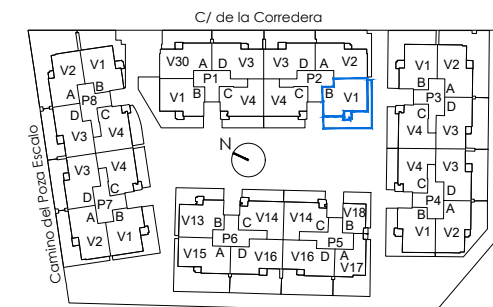 C/ de la Corredera
V30 A D V3 V3 D A V2
P1 P2
V1 B C V4 V4 C B V1
V2 V1
A B
P8
D C
V3 V4
V1 V2
B A
P3
C D
V4 V3
Camino del Poza Escalo
N
V3 V4
D C
P7
A B
V2 V1
V4 V3
C D
P4
B A
V1 V2
V13 B C V14 V14 C B V18
P6 P5
V15 A D V16 V16 D A V17